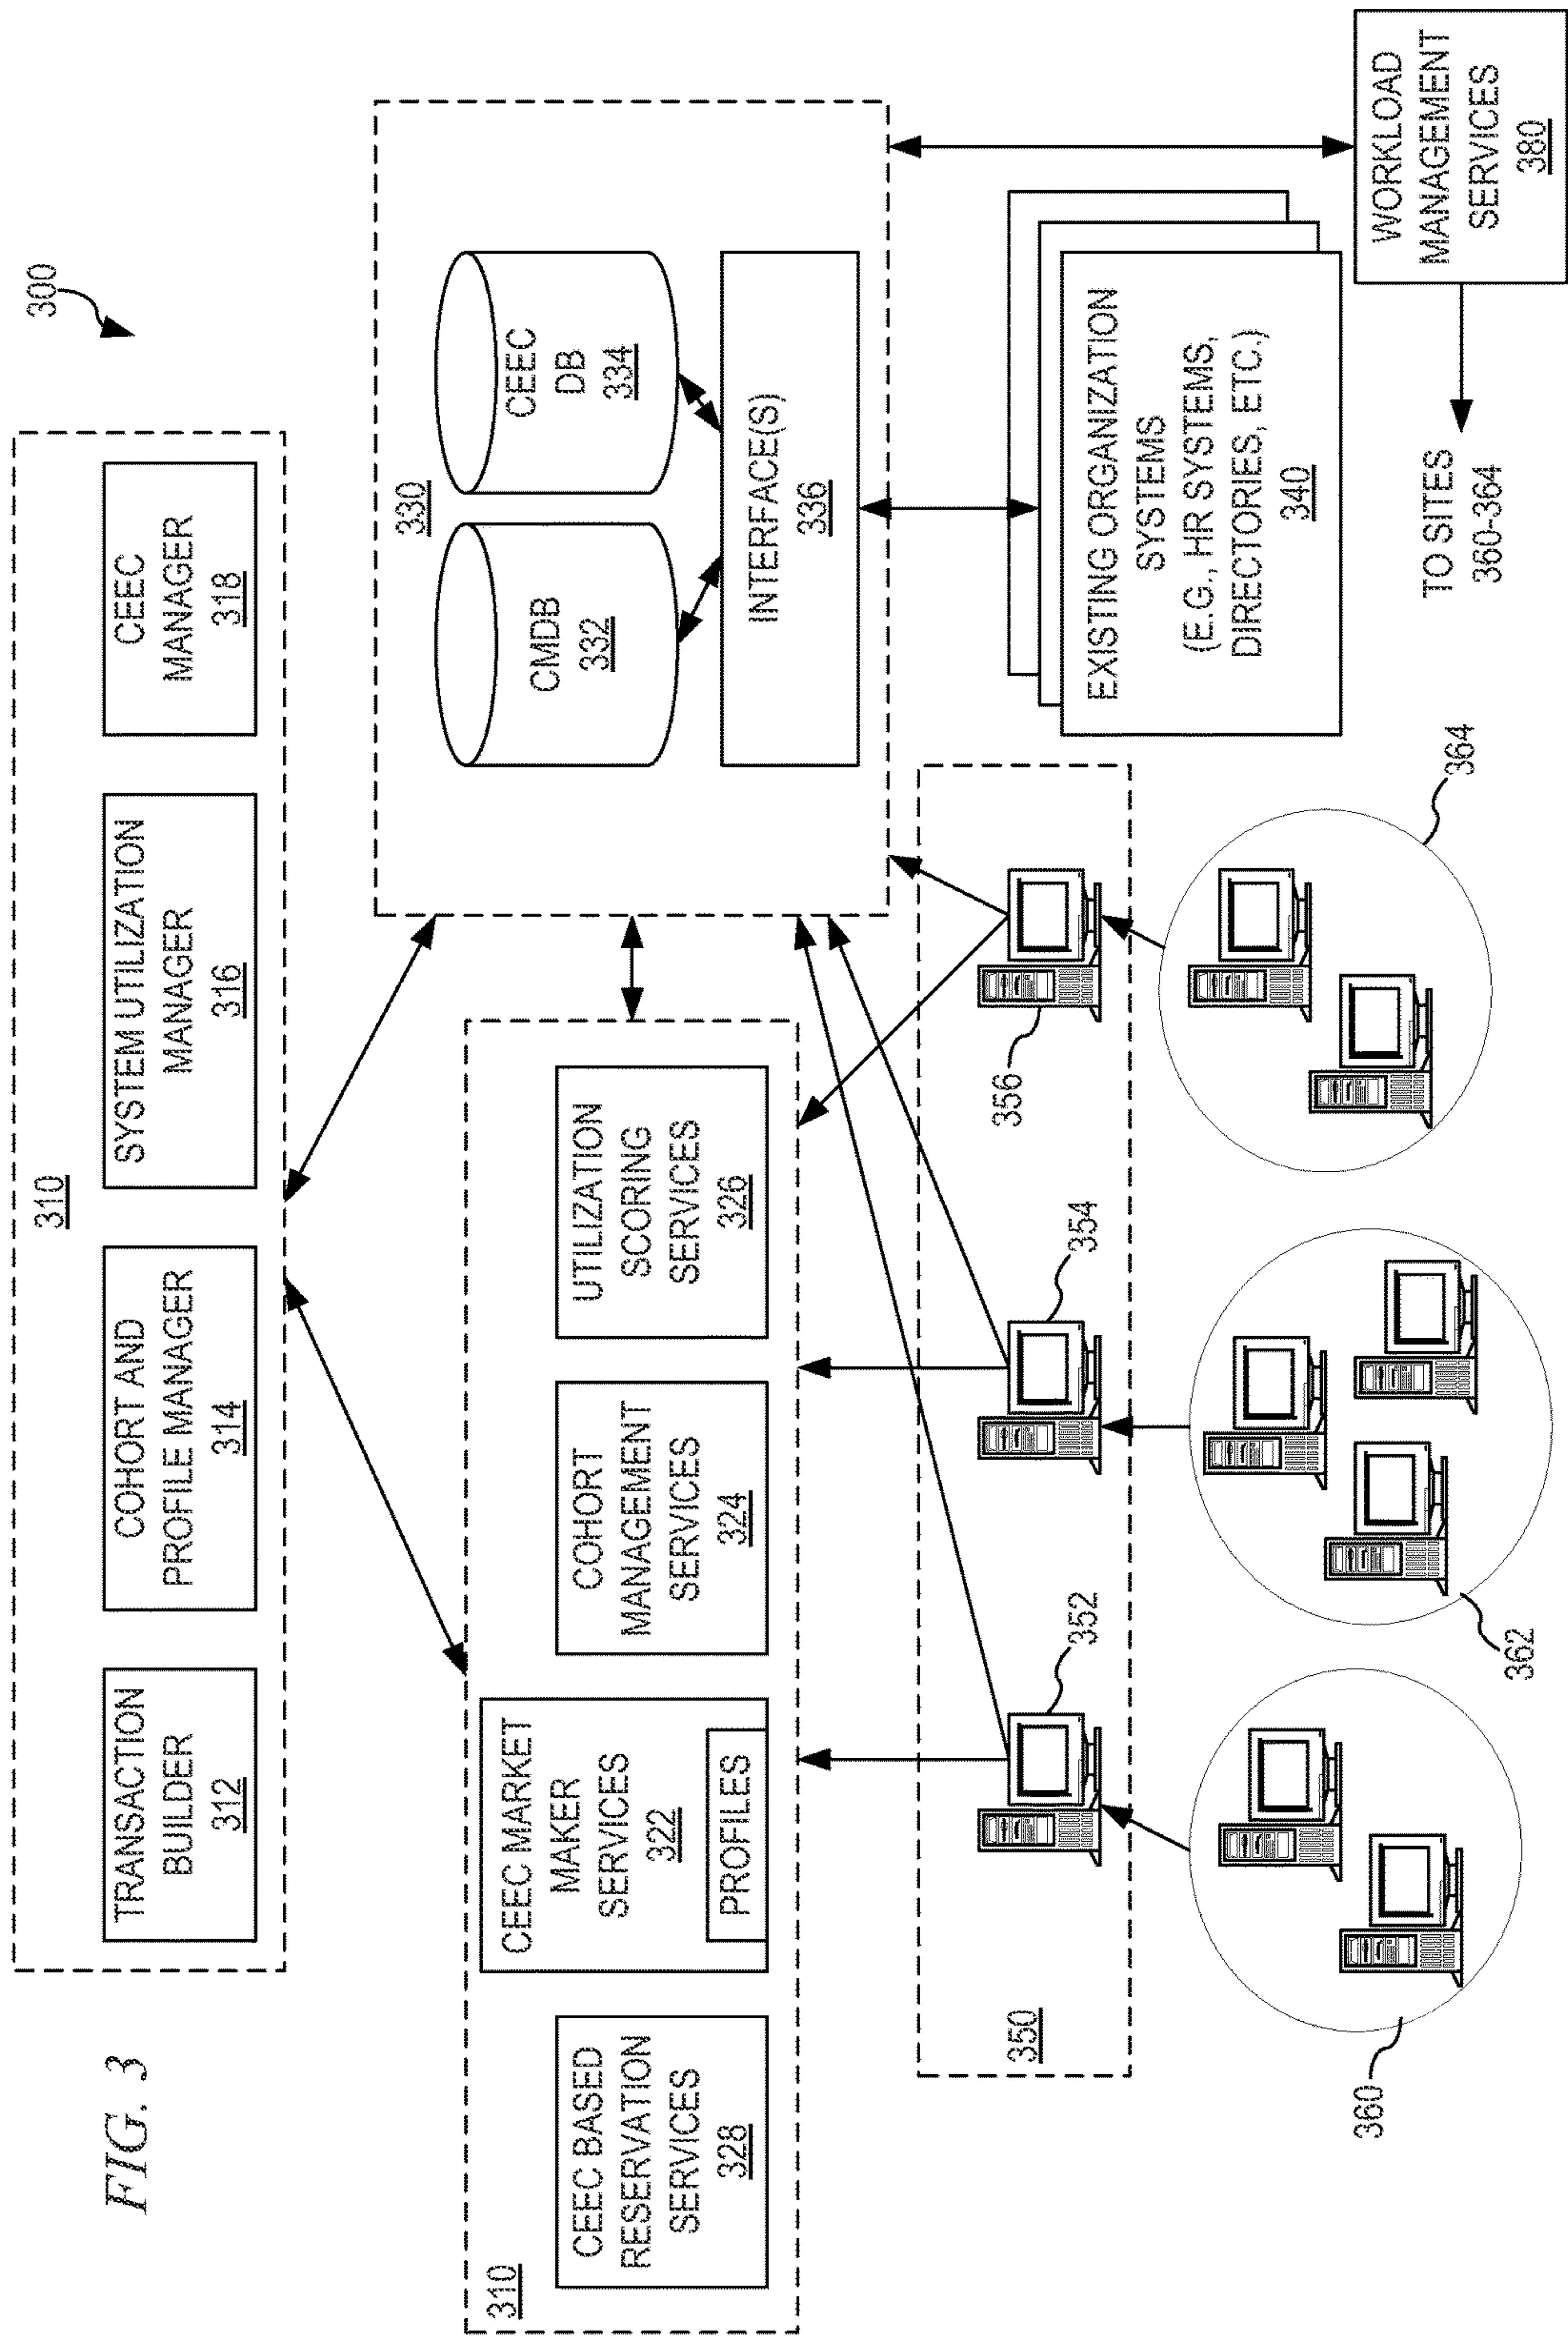 FIG. 3
300
310
TRANSACTION
BUILDER
312
COHORT AND
PROFILE MANAGER
314
SYSTEM UTILIZATION
MANAGER
316
CEEC
MANAGER
318
310
CEEC BASED
RESERVATION
SERVICES
328
CEEC MARKET
MAKER
SERVICES
322
PROFILES
COHORT
MANAGEMENT
SERVICES
324
UTILIZATION
SCORING
SERVICES
326
330
CMDB
332
CEEC
DB
334
INTERFACE(S)
336
350
352
354
356
EXISTING ORGANIZATION
SYSTEMS
(E.G., HR SYSTEMS,
DIRECTORIES, ETC.)
340
360
362
364
TO SITES
360-364
WORKLOAD
MANAGEMENT
SERVICES
380